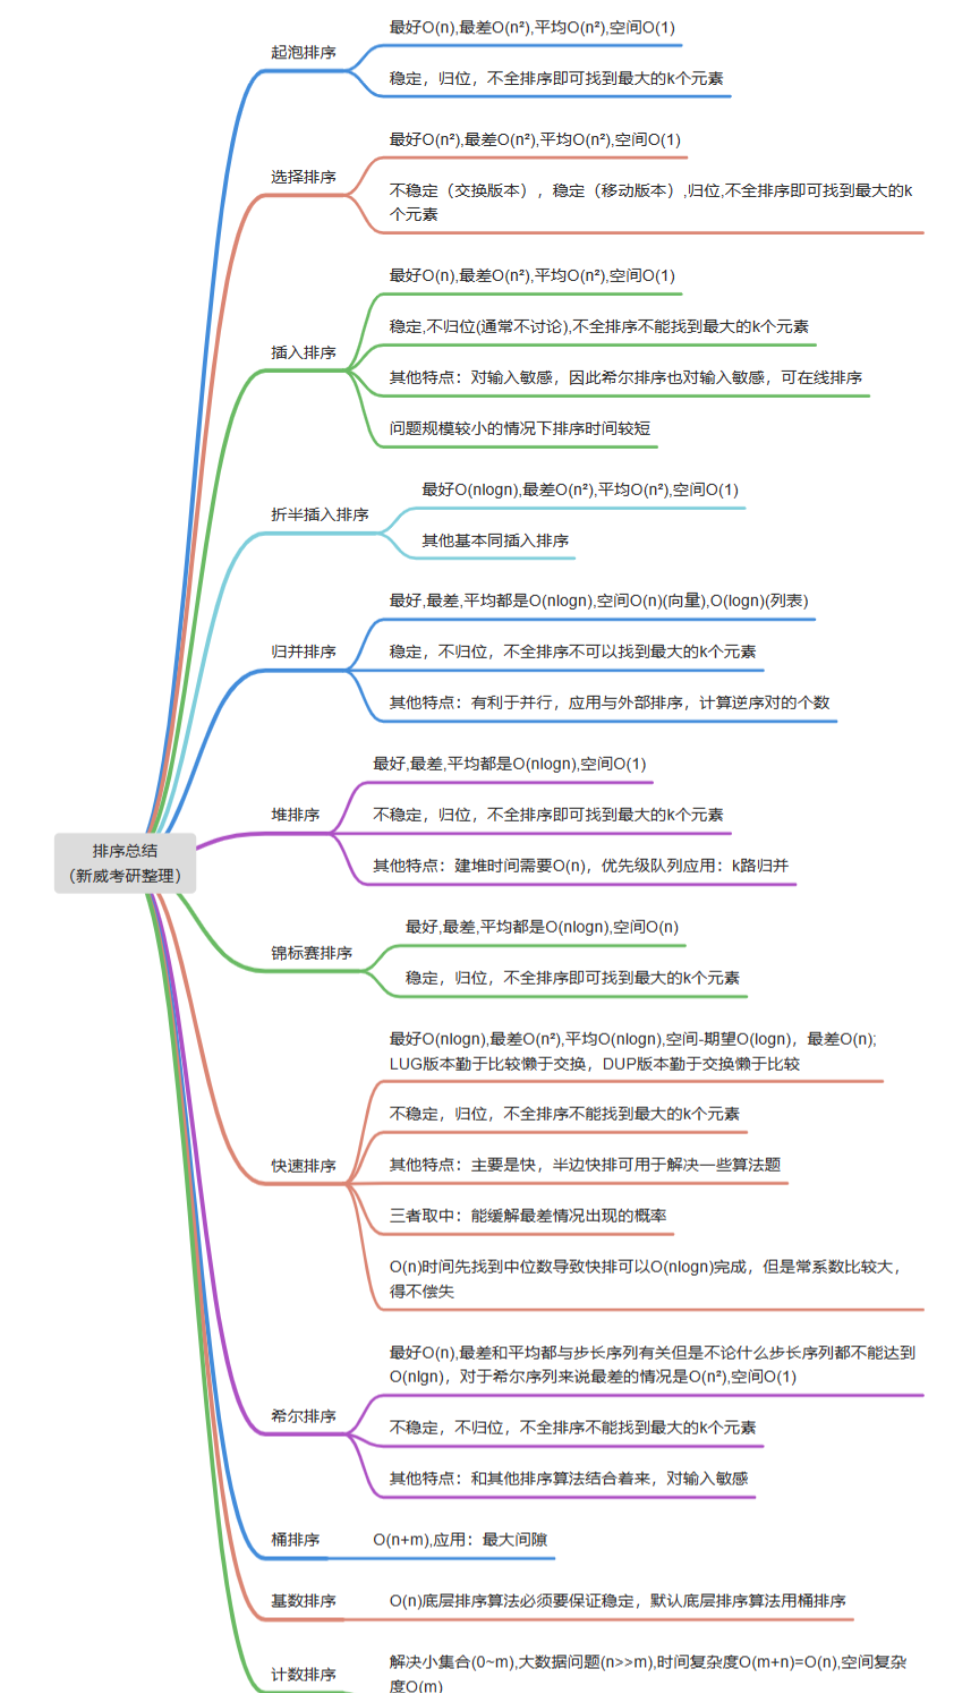 最好O(n),最差O(n²),平均O(n²),空间O(1)
起泡排序
稳定，归位，不全排序即可找到最大的k个元素
最好O(n²),最差O(n²),平均O(n²),空间O(1)
选择排序
不稳定（交换版本），稳定（移动版本）,归位,不全排序即可找到最大的k
个元素
最好O(n),最差O(n²),平均O(n²),空间O(1)
稳定,不归位(通常不讨论),不全排序不能找到最大的k个元素
插入排序
其他特点：对输入敏感，因此希尔排序也对输入敏感，可在线排序
问题规模较小的情况下排序时间较短
最好O(nlogn),最差O(n²),平均O(n²),空间O(1)
折半插入排序
其他基本同插入排序
最好,最差,平均都是O(nlogn),空间O(n)(向量),O(logn)(列表)
归并排序
稳定，不归位，不全排序不可以找到最大的k个元素
其他特点：有利于并行，应用与外部排序，计算逆序对的个数
最好,最差,平均都是O(nlogn),空间O(1)
堆排序
不稳定，归位，不全排序即可找到最大的k个元素
其他特点：建堆时间需要O(n)，优先级队列应用：k路归并
排序总结
（新威考研整理）
最好,最差,平均都是O(nlogn),空间O(n)
锦标赛排序
稳定，归位，不全排序即可找到最大的k个元素
最好O(nlogn),最差O(n²),平均O(nlogn),空间-期望O(logn)，最差O(n);
LUG版本勤于比较懒于交换，DUP版本勤于交换懒于比较
不稳定，归位，不全排序不能找到最大的k个元素
快速排序
其他特点：主要是快，半边快排可用于解决一些算法题
三者取中：能缓解最差情况出现的概率
O(n)时间先找到中位数导致快排可以O(nlogn)完成，但是常系数比较大，
得不偿失
最好O(n),最差和平均都与步长序列有关但是不论什么步长序列都不能达到
O(nlgn)，对于希尔序列来说最差的情况是O(n²),空间O(1)
希尔排序
不稳定，不归位，不全排序不能找到最大的k个元素
其他特点：和其他排序算法结合着来，对输入敏感
桶排序
O(n+m),应用：最大间隙
基数排序
O(n)底层排序算法必须要保证稳定，默认底层排序算法用桶排序
计数排序
解决小集合(0~m),大数据问题(n>>m),时间复杂度O(m+n)=O(n),空间复杂
度O(m)